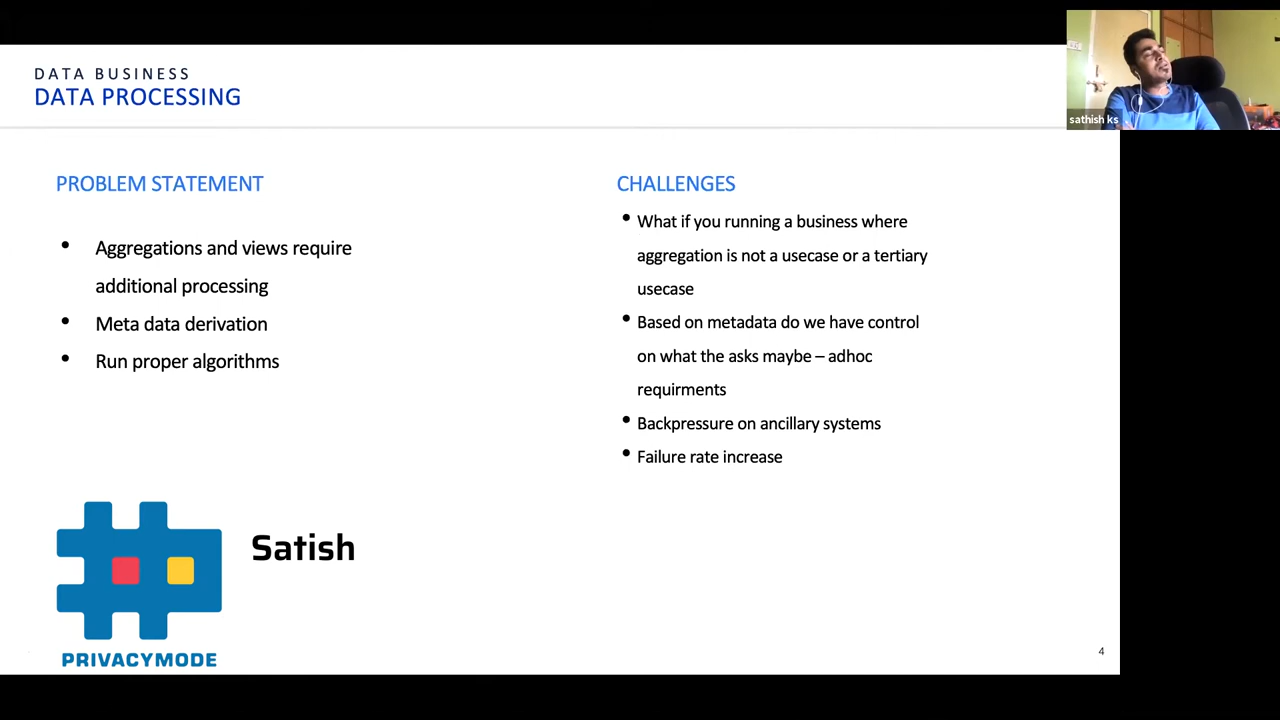 DATA BUSINESS
DATA PROCESSING
sathish ks
PROBLEM STATEMENT
Aggregations and views require
additional processing
Meta data derivation
Run proper algorithms
CHALLENGES
What if you running a business where
aggregation is not a usecase or a tertiary
usecase
Based on metadata do we have control
on what the asks maybe – adhoc
requirments
Backpressure on ancillary systems
Failure rate increase
Satish
PRIVACYMODE
4